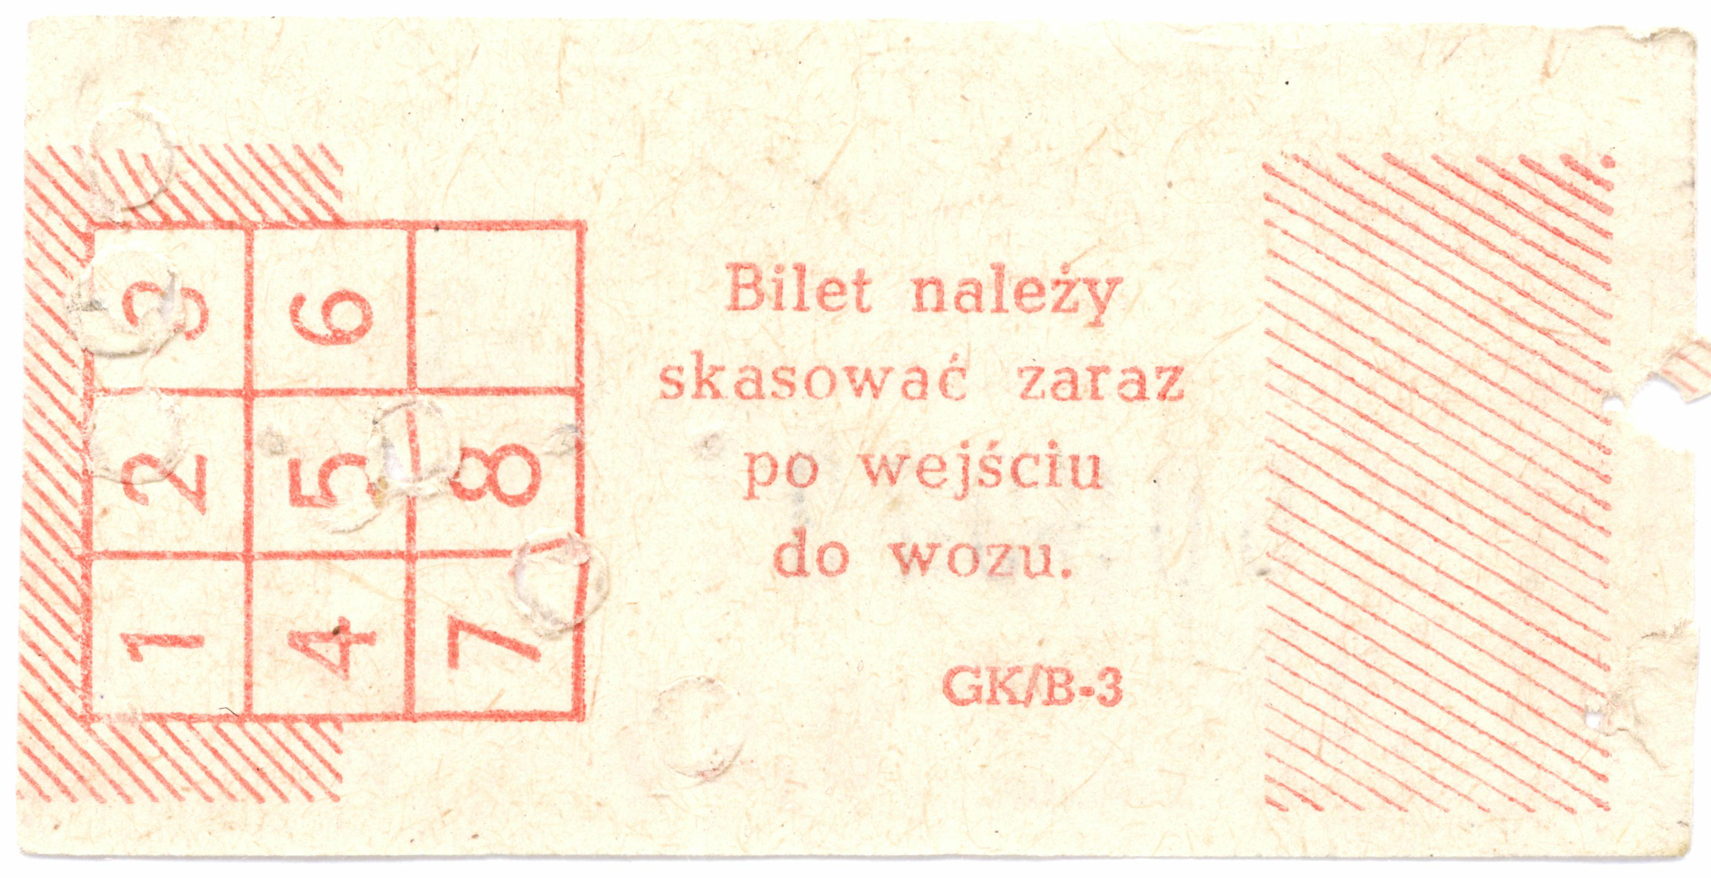 3 6
2 5 8
1 4 7
Bilet należy
skasować zaraz
po wejściu
do wozu.
GK/B-3